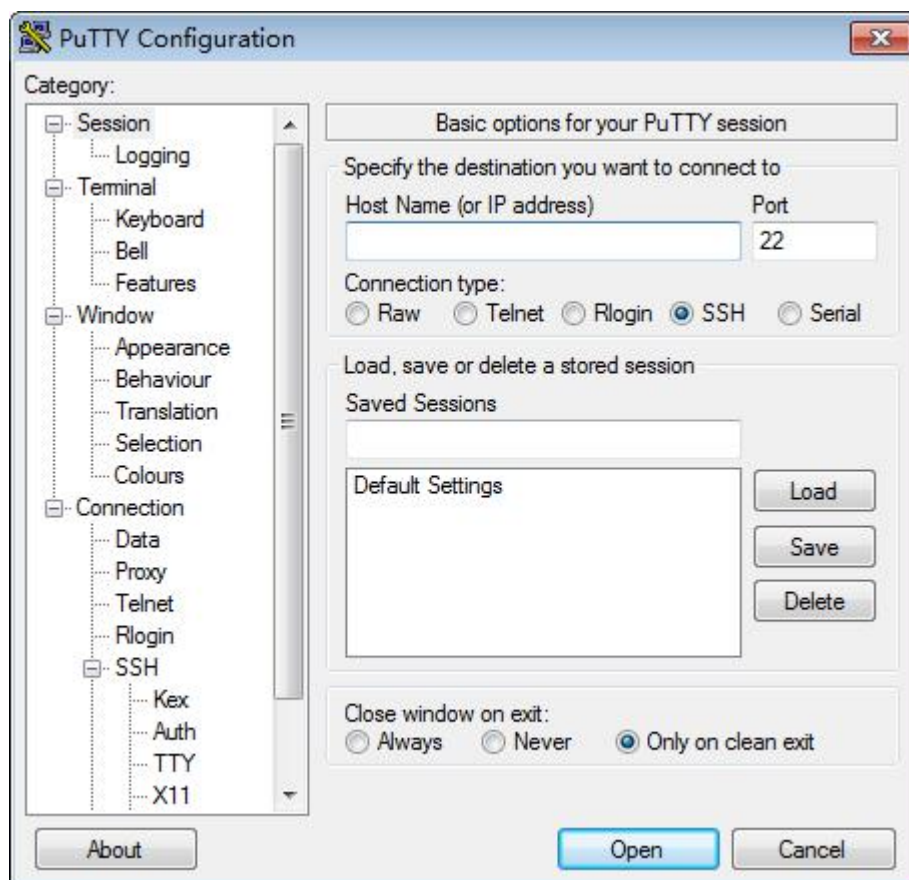 PuTTY Configuration
Category:
Session
Logging
Terminal
Keyboard
Bell
Features
Window
Appearance
Behaviour
Translation
Selection
Colours
Connection
Data
Proxy
Telnet
Rlogin
SSH
Kex
Auth
TTY
X11
Basic options for your PuTTY session
Specify the destination you want to connect to
Host Name (or IP address) Port
22
Connection type:
Raw Telnet Rlogin SSH Serial
Load, save or delete a stored session
Saved Sessions
Default Settings
Load
Save
Delete
Close window on exit:
Always Never Only on clean exit
About Open Cancel